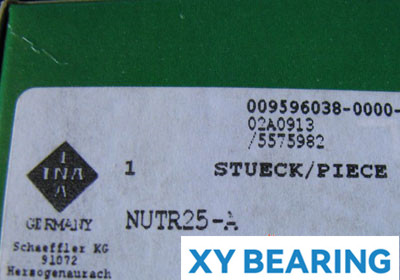 009596038-0000-
02A0913
/5575982
1 STUECK/PIECE
I
INA
A
GERMANY
NUTR25-A
Schaeffler KG
91072
Herzogenaurach
XY BEARING